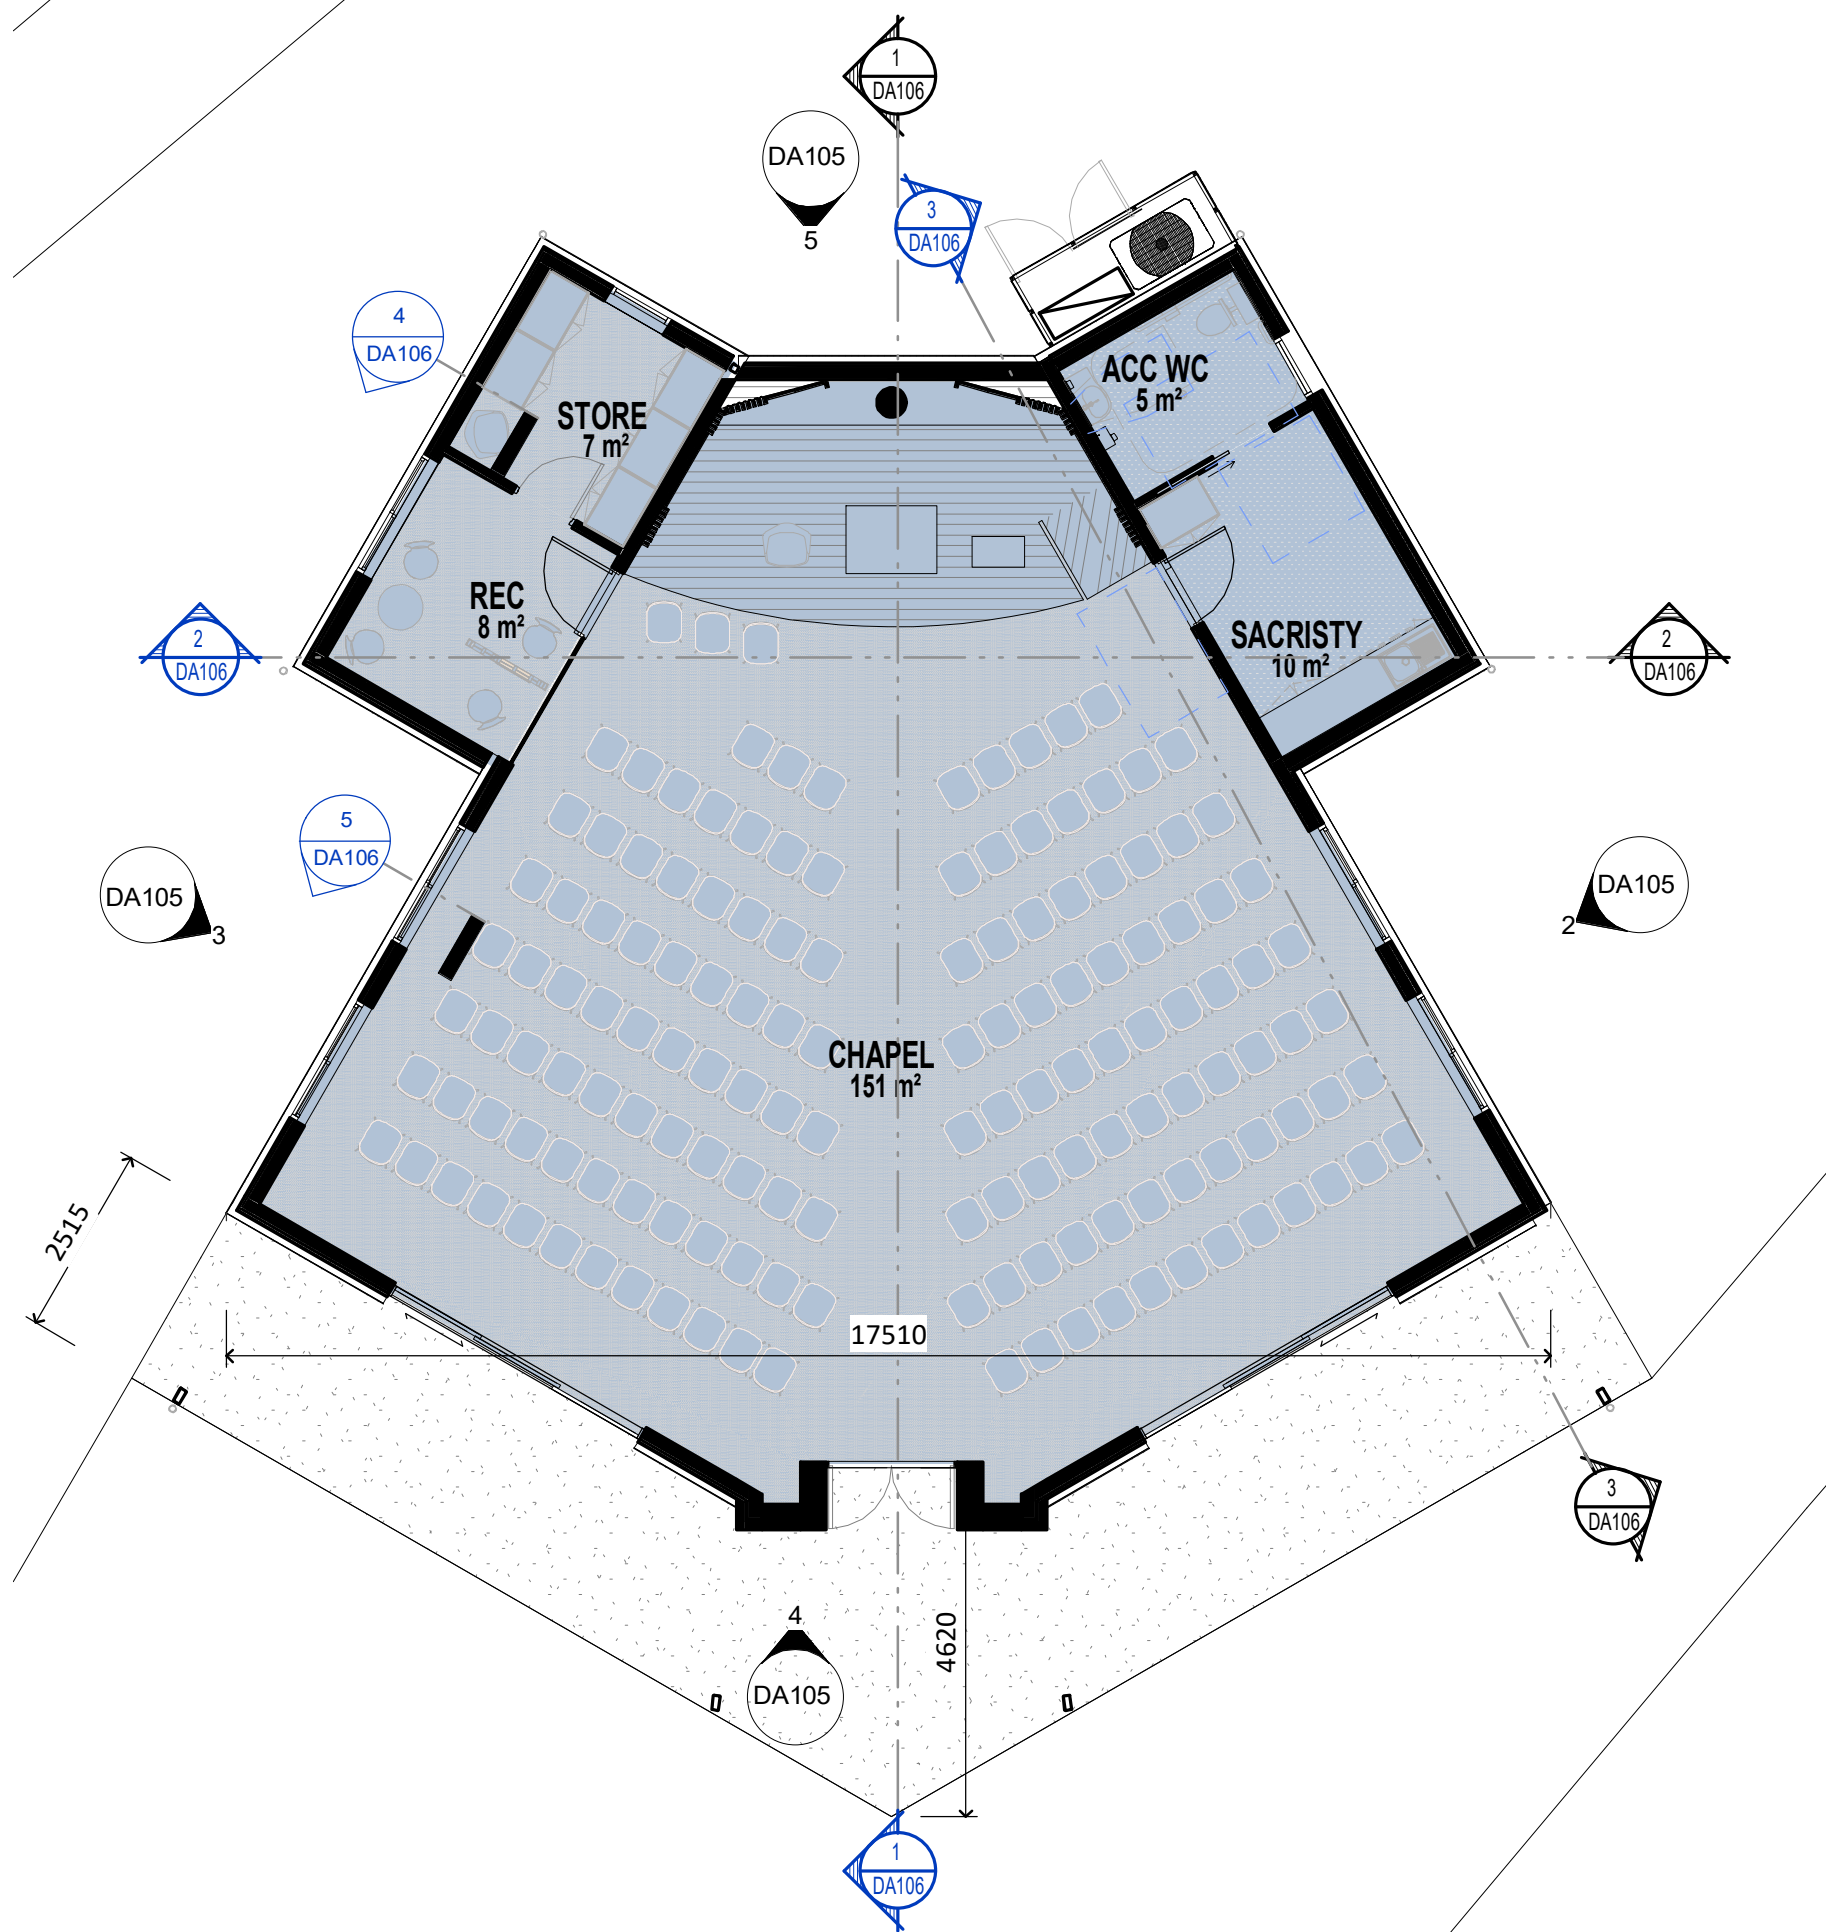 1
DA106
DA105
5
3
DA106
4
DA106
STORE
7 m²
ACC WC
5 m²
REC
8 m²
SACRISTY
10 m²
2
DA106
2
DA106
5
DA106
DA105
3
DA105
2
CHAPEL
151 m²
2515
17510
3
DA106
4620
4
DA105
1
DA106